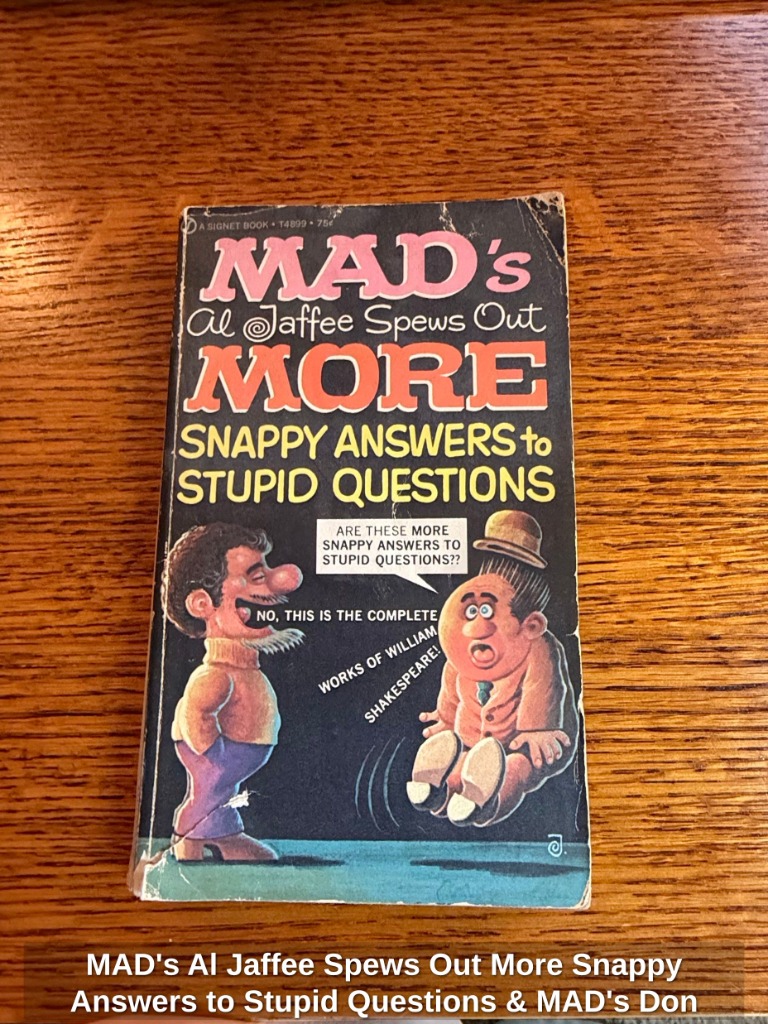 A SIGNET BOOK • T4899 • 75¢
MAD's
Al Jaffee Spews Out
MORE
SNAPPY ANSWERS to
STUPID QUESTIONS
ARE THESE MORE
SNAPPY ANSWERS TO
STUPID QUESTIONS??
NO, THIS IS THE COMPLETE
WORKS OF WILLIAM
SHAKESPEARE!
J.
MAD's Al Jaffee Spews Out More Snappy
Answers to Stupid Questions & MAD's Don